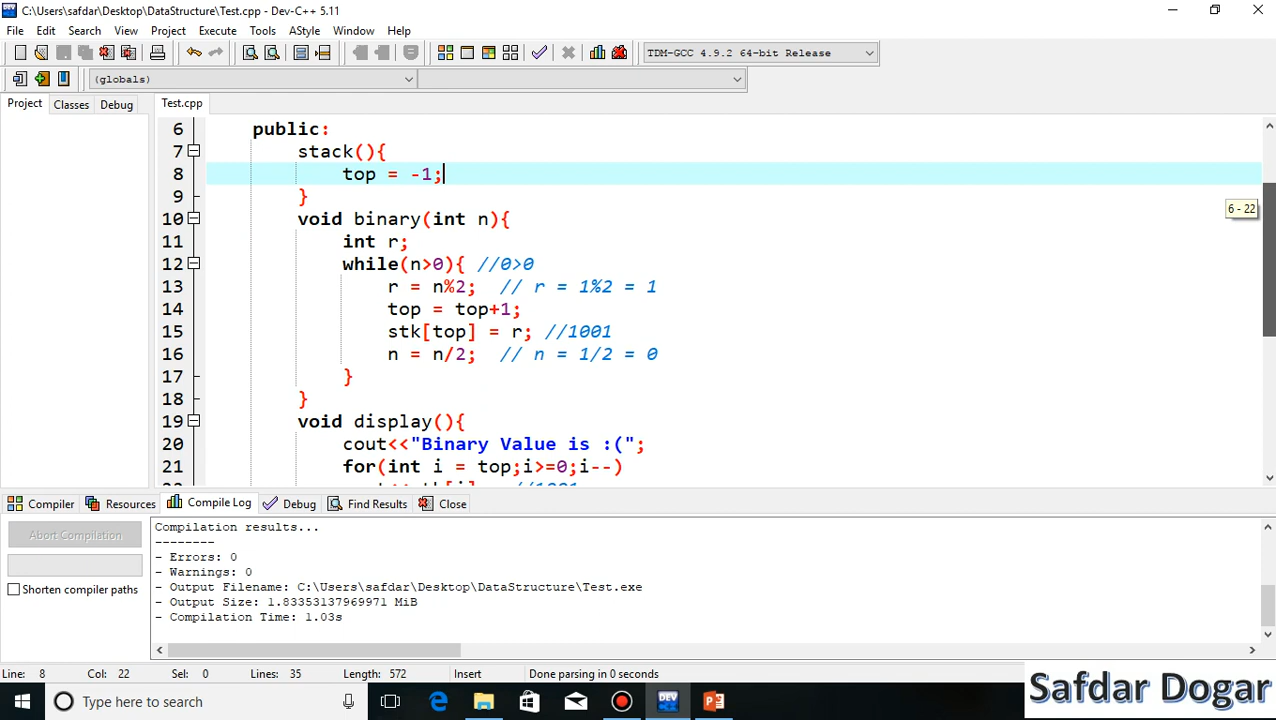 C:\Users\safdar\Desktop\DataStructure\Test.cpp - Dev-C++ 5.11
File Edit Search View Project Execute Tools AStyle Window Help
TDM-GCC 4.9.2 64-bit Release
(globals)
Project Classes Debug Test.cpp
6 public:
7 stack(){
8 top = -1;
9 }
10 void binary(int n){
11 int r;
12 while(n>0){ //0>0
13 r = n%2; // r = 1%2 = 1
14 top = top+1;
15 stk[top] = r; //1001
16 n = n/2; // n = 1/2 = 0
17 }
18 }
19 void display(){
20 cout<<"Binary Value is :(";
21 for(int i = top;i>=0;i--)
6 - 22
Compiler Resources Compile Log Debug Find Results Close
Abort Compilation
Shorten compiler paths
Compilation results...
--------
- Errors: 0
- Warnings: 0
- Output Filename: C:\Users\safdar\Desktop\DataStructure\Test.exe
- Output Size: 1.83353137969971 MiB
- Compilation Time: 1.03s
Line: 8 Col: 22 Sel: 0 Lines: 35 Length: 572 Insert Done parsing in 0 seconds
Type here to search
DEV
Safdar Dogar